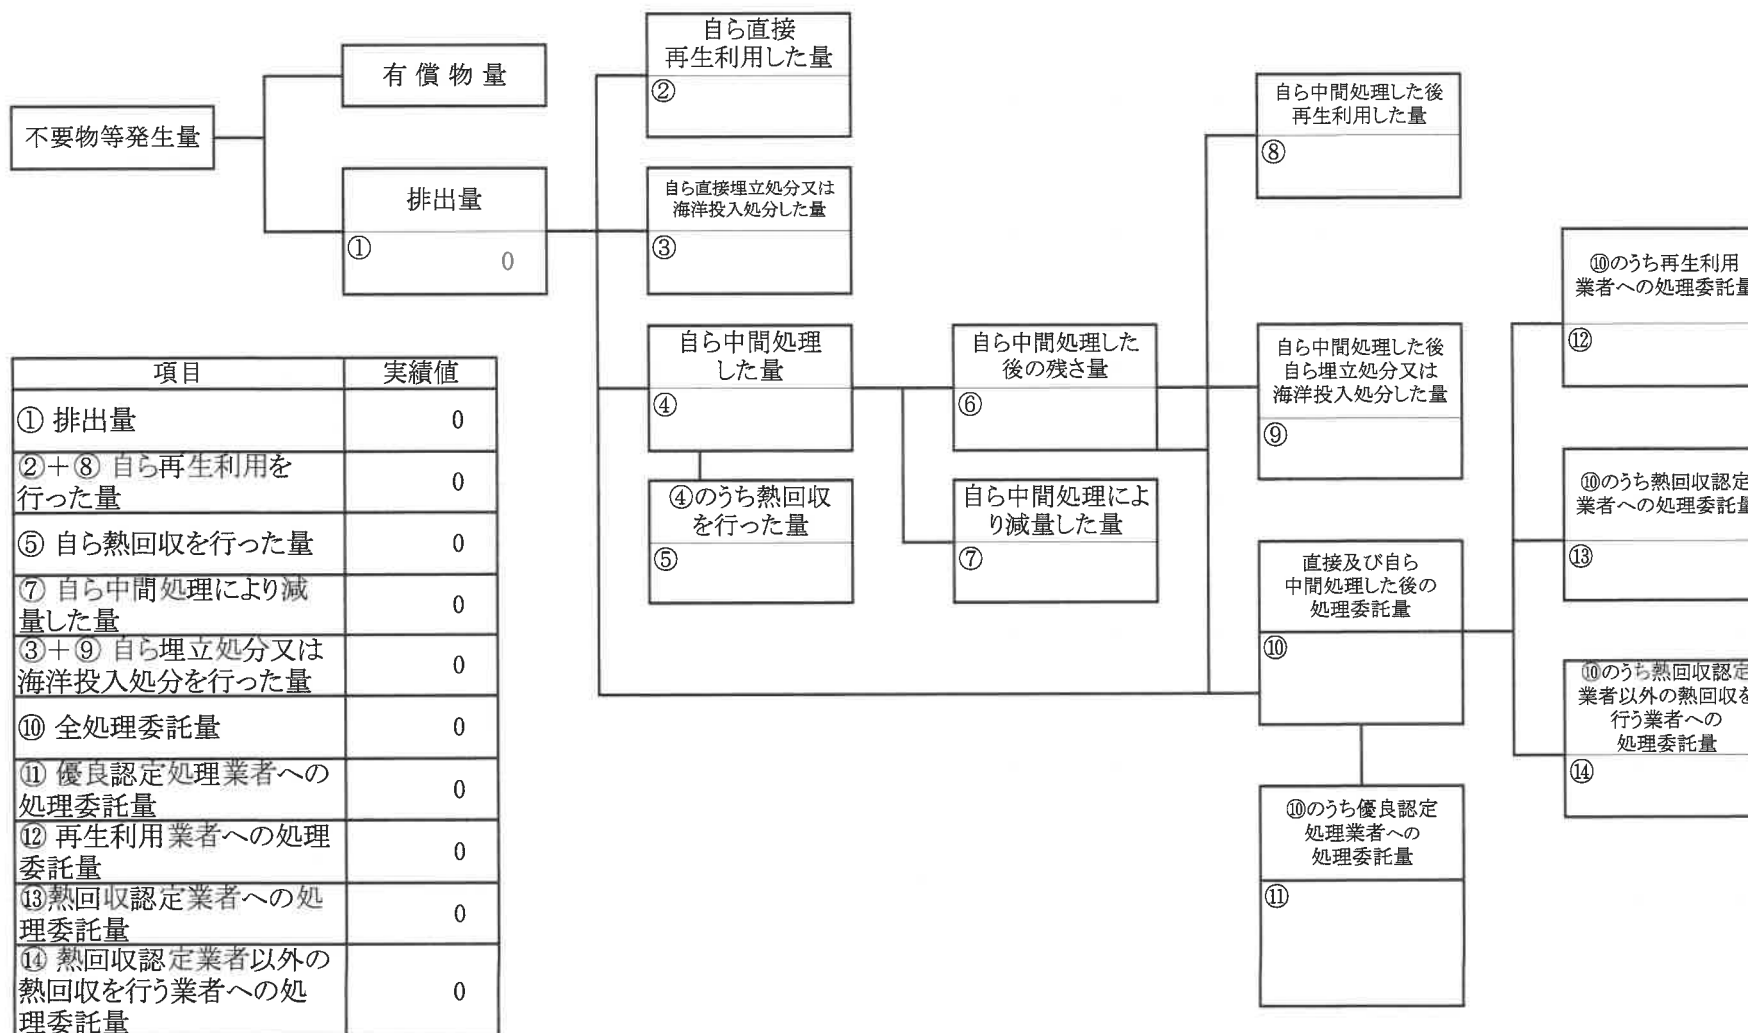 不要物等発生量
有 償 物 量
排出量
①
0
自ら直接
再生利用した量
②
自ら直接埋立処分又は
海洋投入処分した量
③
自ら中間処理
した量
④
④のうち熱回収
を行った量
⑤
自ら中間処理した
後の残さ量
⑥
自ら中間処理によ
り減量した量
⑦
自ら中間処理した後
再生利用した量
⑧
自ら中間処理した後
自ら埋立処分又は
海洋投入処分した量
⑨
直接及び自ら
中間処理した後の
処理委託量
⑩
⑩のうち優良認定
処理業者への
処理委託量
⑪
⑩のうち再生利用
業者への処理委託量
⑫
⑩のうち熱回収認定
業者への処理委託量
⑬
⑩のうち熱回収認定
業者以外の熱回収を
行う業者への
処理委託量
⑭
項目 実績値
① 排出量 0
②+⑧ 自ら再生利用を
行った量 0
⑤ 自ら熱回収を行った量 0
⑦ 自ら中間処理により減
量した量 0
③+⑨ 自ら埋立処分又は
海洋投入処分を行った量 0
⑩ 全処理委託量 0
⑪ 優良認定処理業者への
処理委託量 0
⑫ 再生利用業者への処理
委託量 0
⑬熱回収認定業者への処
理委託量 0
⑭ 熱回収認定業者以外の
熱回収を行う業者への処 0
理委託量